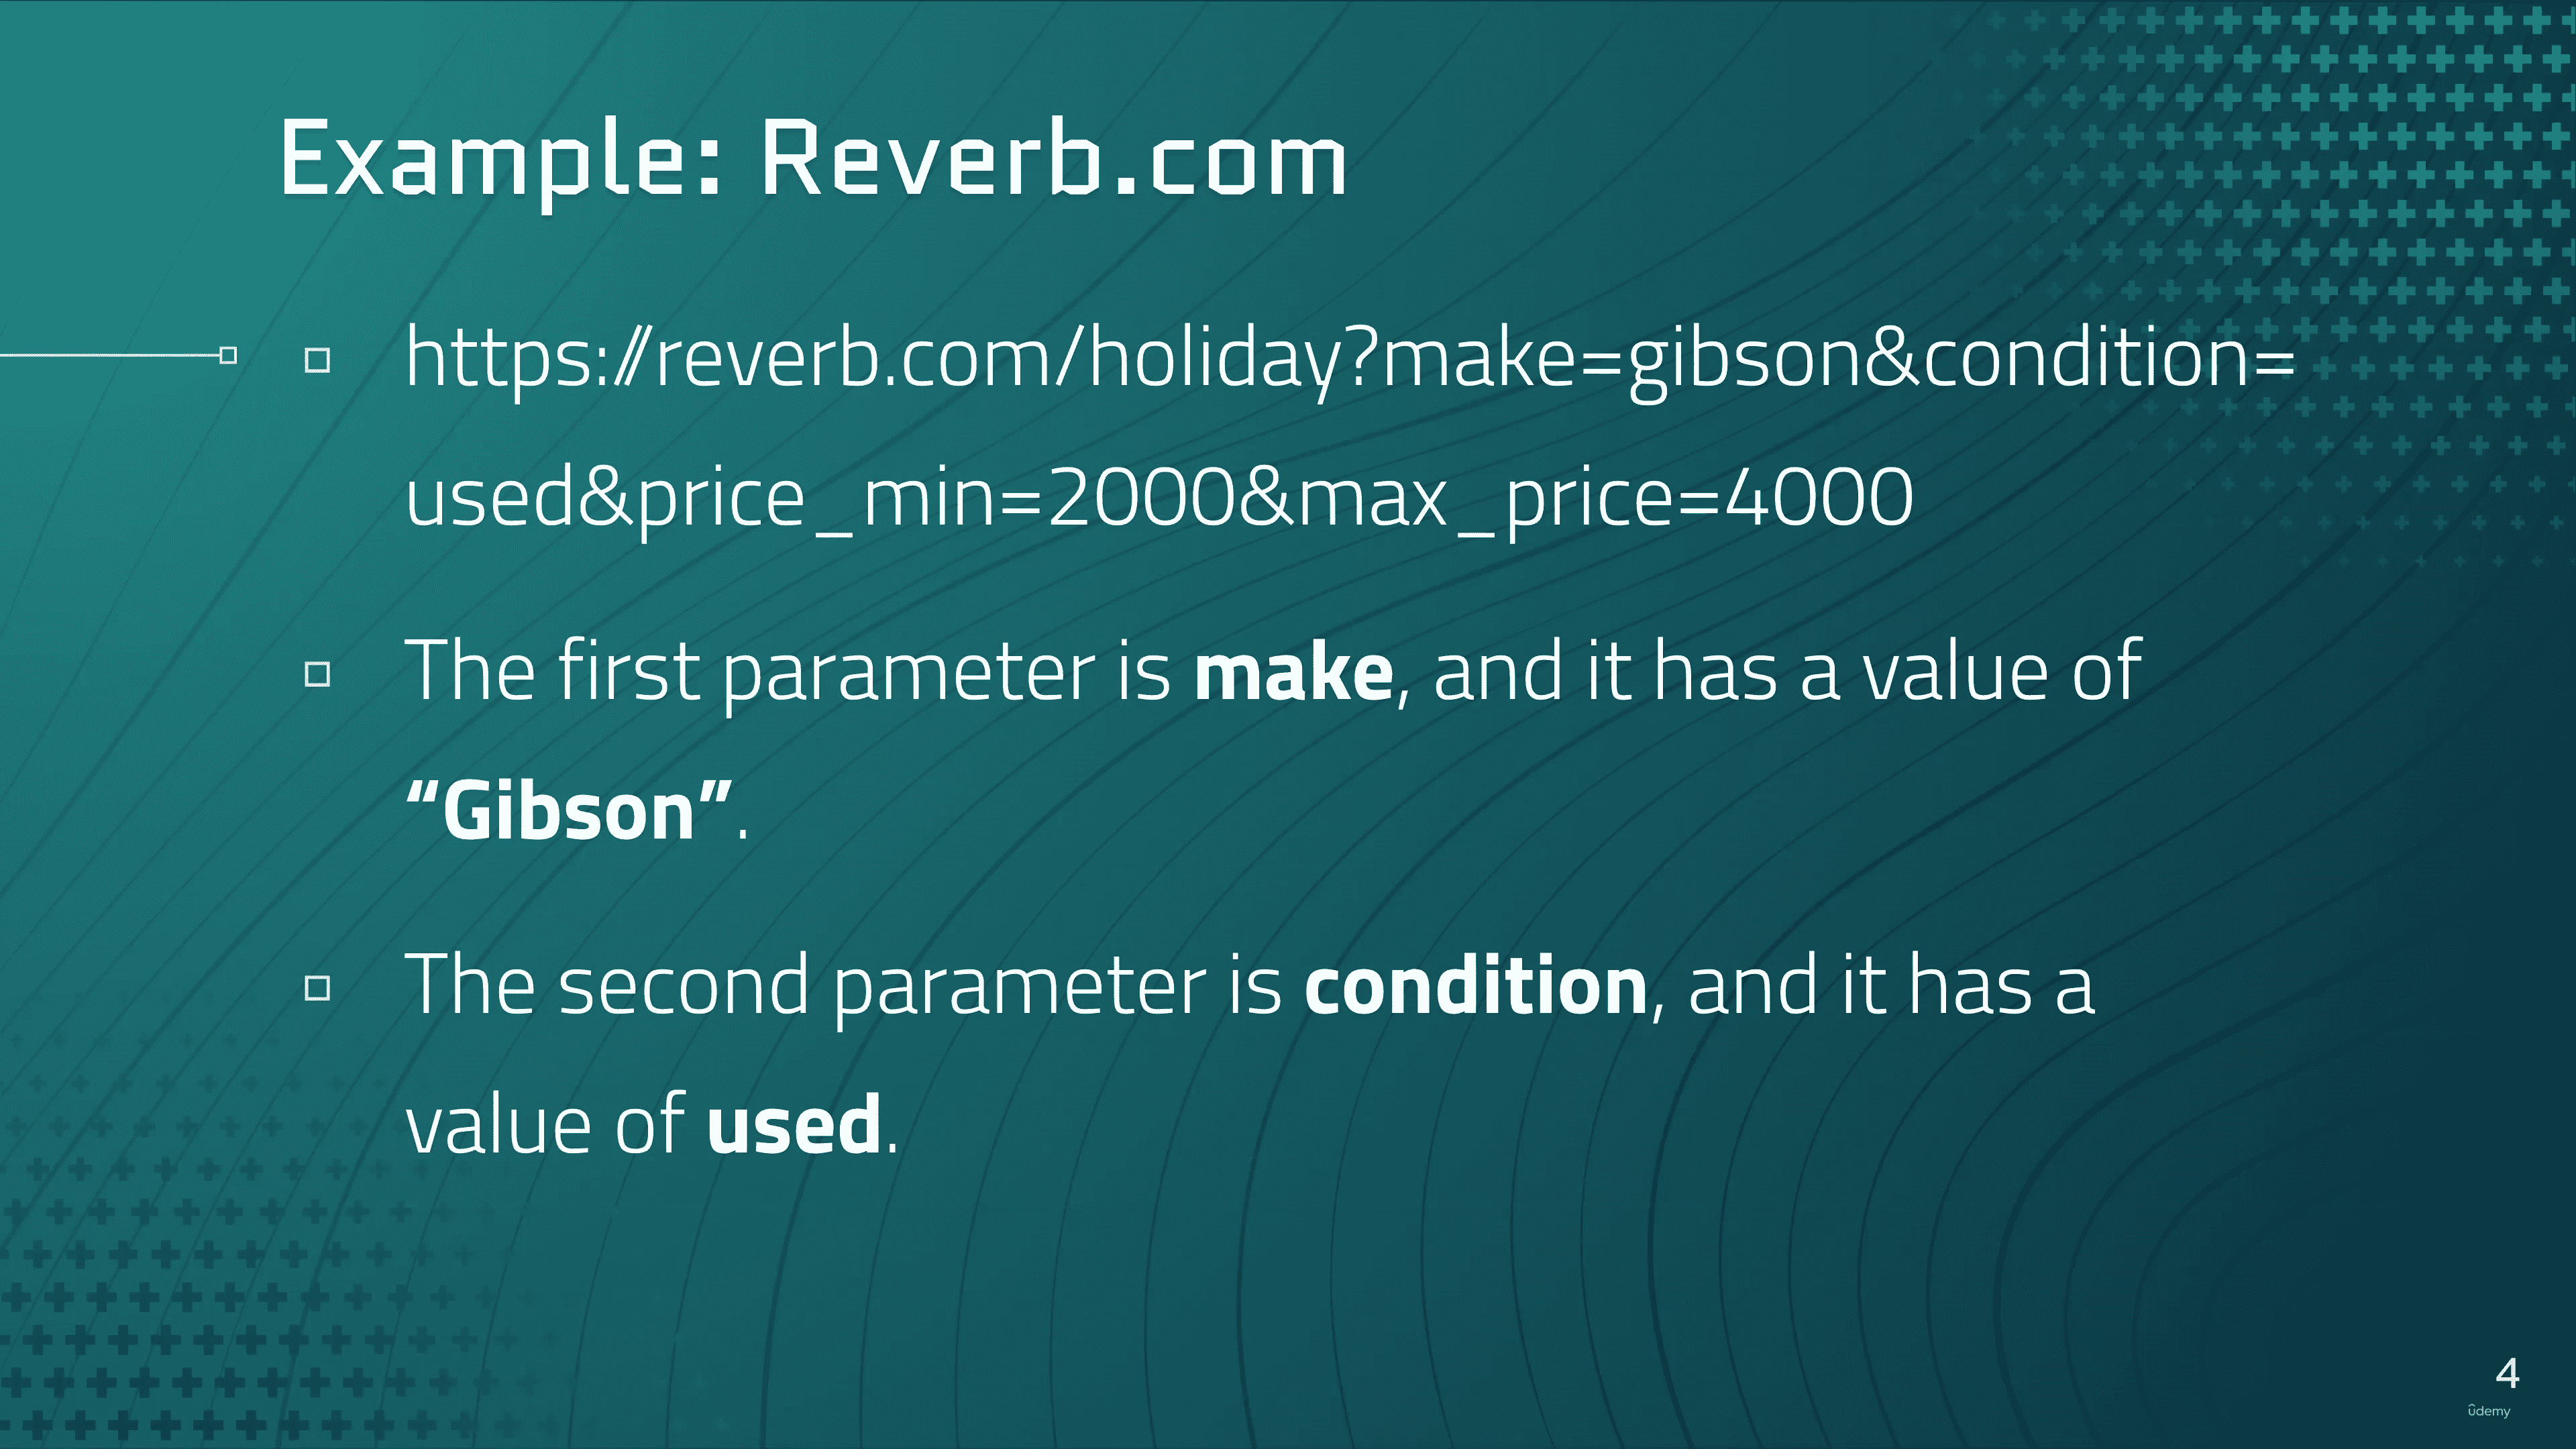 Example: Reverb.com
https://reverb.com/holiday?make=gibson&condition=
used&price_min=2000&max_price=4000
The first parameter is make, and it has a value of
“Gibson”.
The second parameter is condition, and it has a
value of used.
4
ûdemy